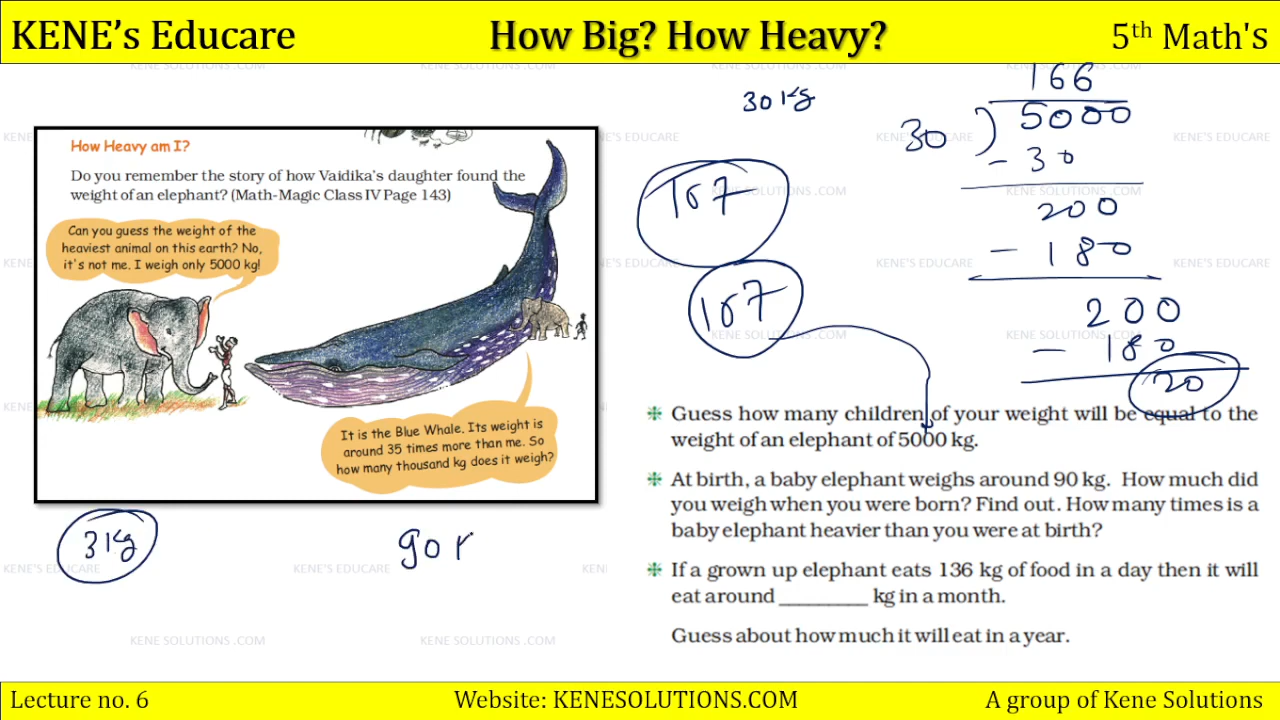 KENE's Educare
How Big? How Heavy?
5th Math's
How Heavy am I?
Do you remember the story of how Vaidika's daughter found the
weight of an elephant? (Math-Magic Class IV Page 143)
Can you guess the weight of the
heaviest animal on this earth? No,
it's not me. I weigh only 5000 kg!
It is the Blue Whale. Its weight is
around 35 times more than me. So
how many thousand kg does it weigh?
3 Kg
90 K
30 Kg
167
167
166
30 ) 5000
- 30
200
- 180
200
- 180
20
⁜ Guess how many children of your weight will be equal to the
weight of an elephant of 5000 kg.
⁜ At birth, a baby elephant weighs around 90 kg. How much did
you weigh when you were born? Find out. How many times is a
baby elephant heavier than you were at birth?
⁜ If a grown up elephant eats 136 kg of food in a day then it will
eat around _________ kg in a month.
Guess about how much it will eat in a year.
KENE SOLUTIONS .COM
KENE'S EDUCARE
Lecture no. 6
Website: KENESOLUTIONS.COM
A group of Kene Solutions